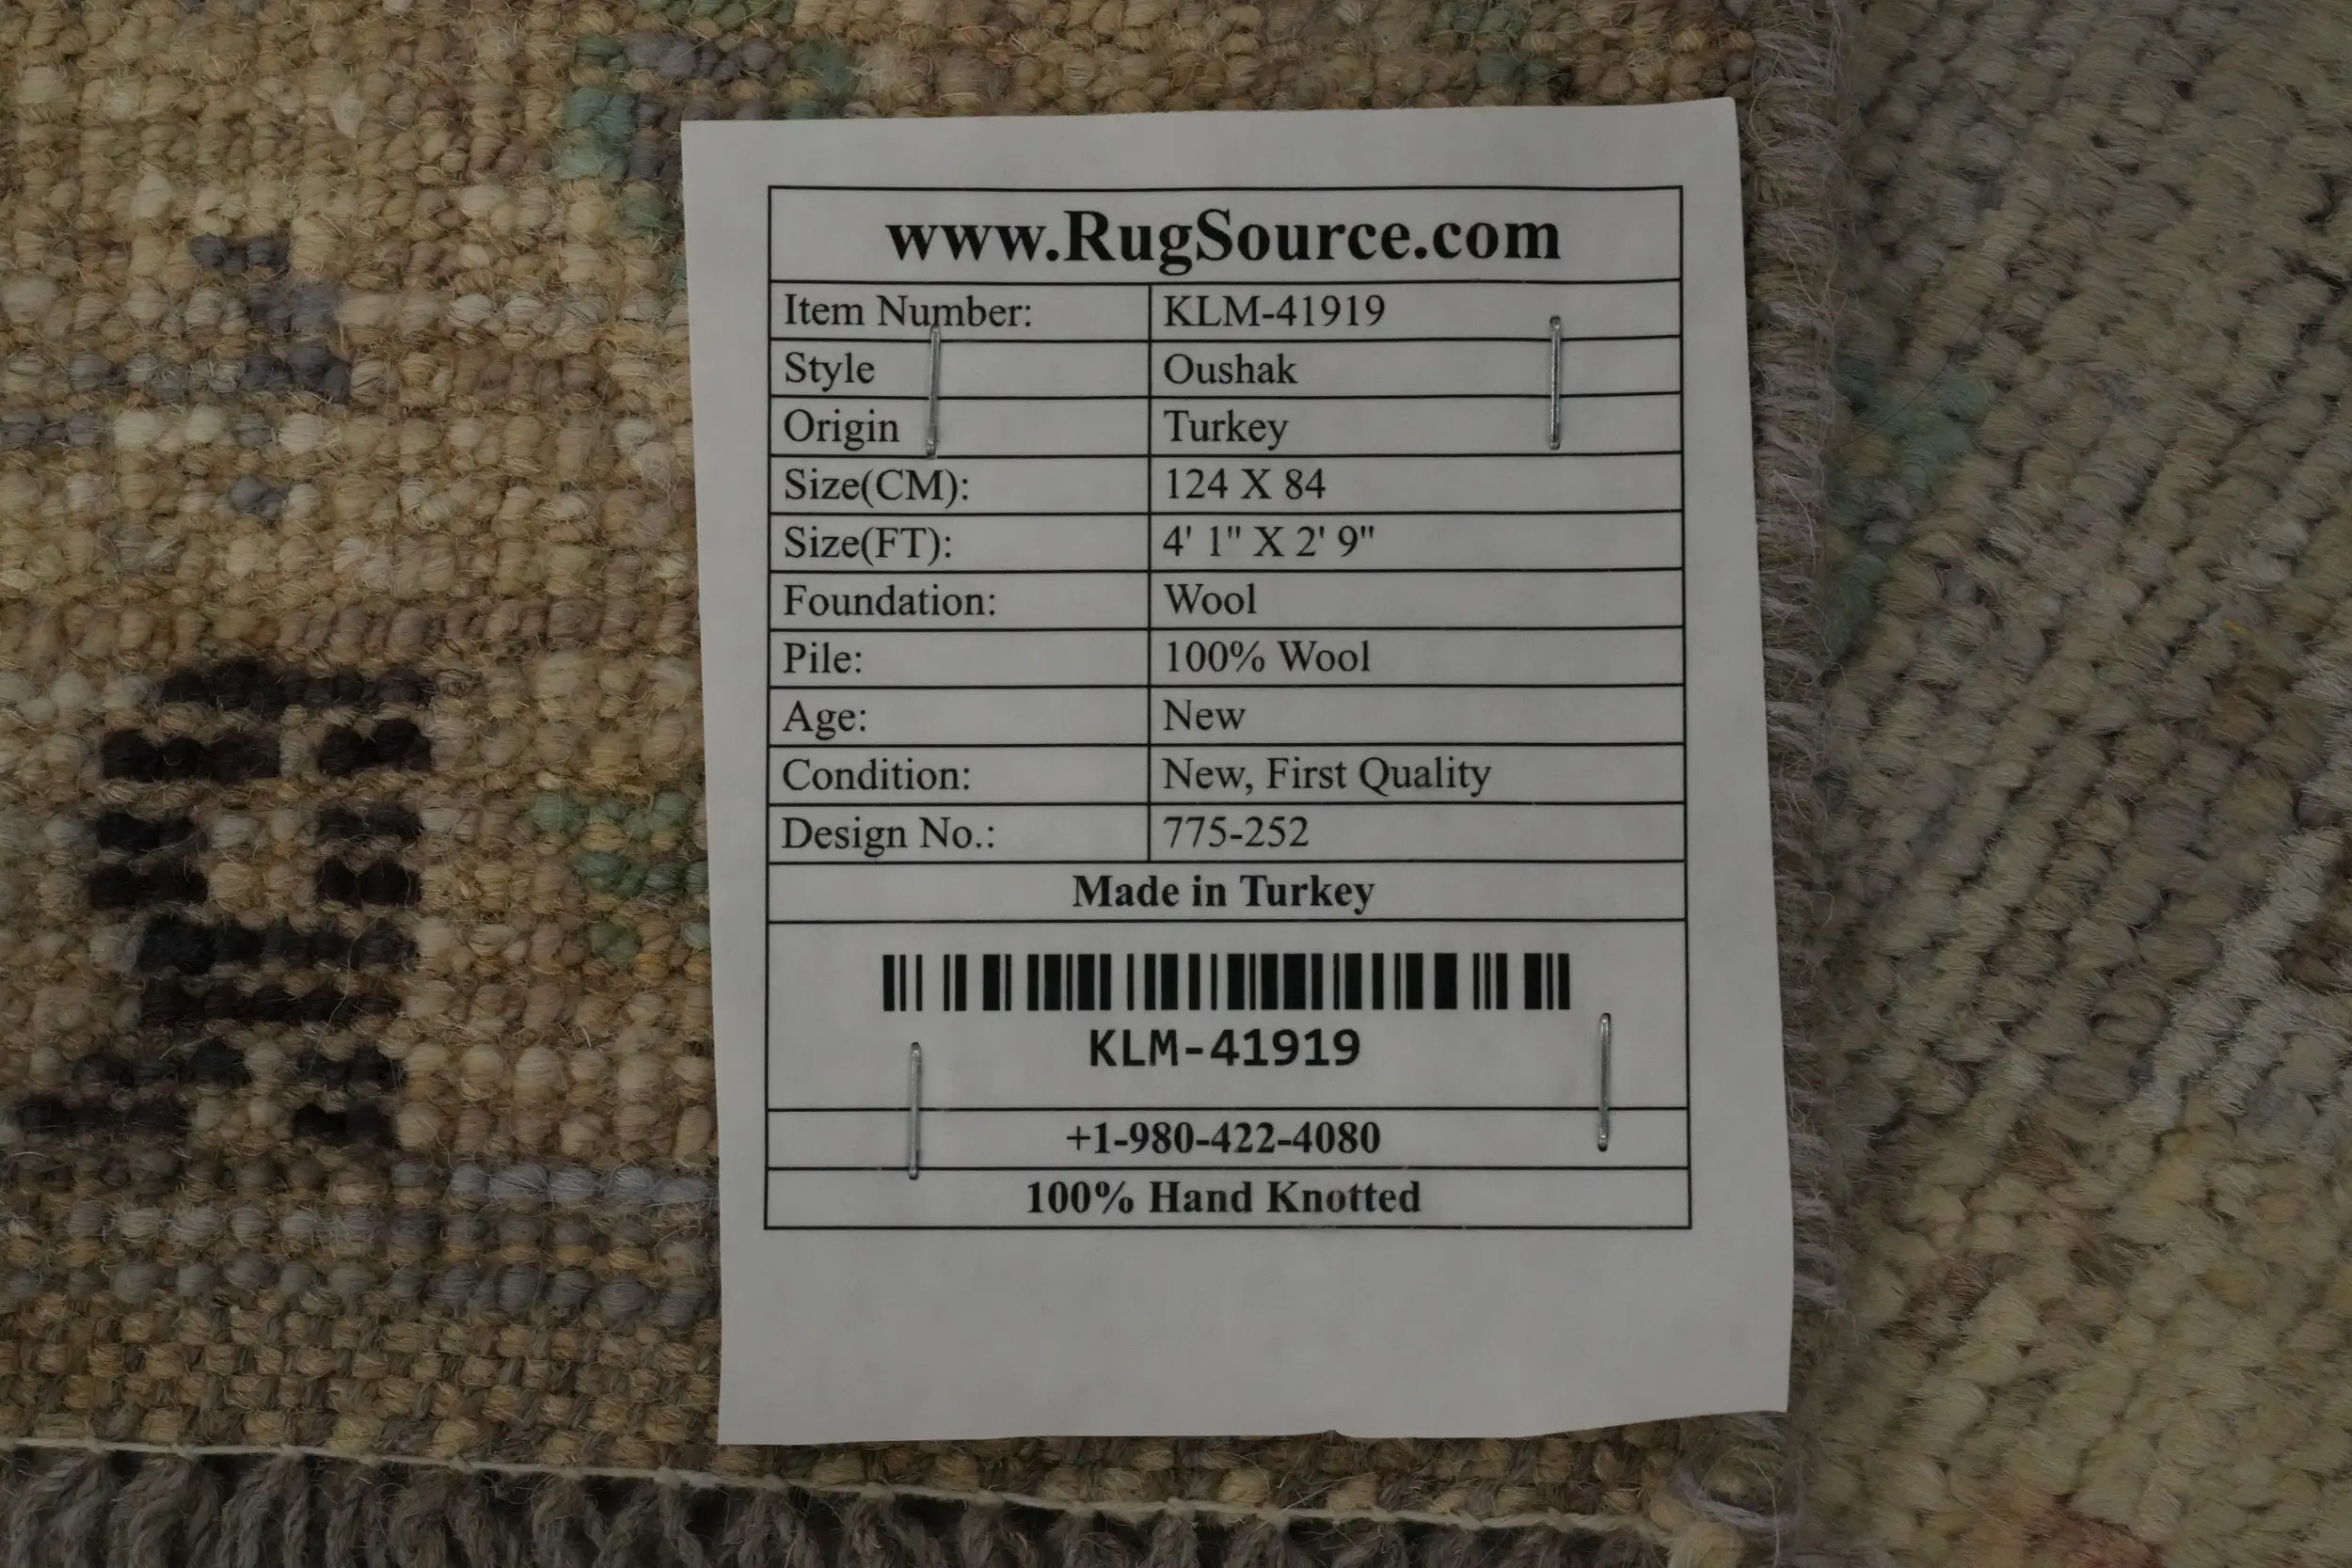 www.RugSource.com
Item Number: KLM-41919
Style Oushak
Origin Turkey
Size(CM): 124 X 84
Size(FT): 4' 1" X 2' 9"
Foundation: Wool
Pile: 100% Wool
Age: New
Condition: New, First Quality
Design No.: 775-252
Made in Turkey
KLM-41919
+1-980-422-4080
100% Hand Knotted